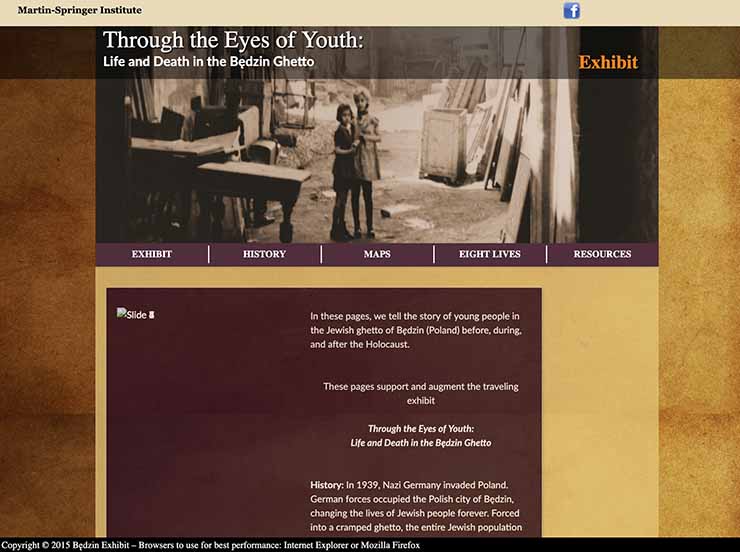 Martin-Springer Institute
Through the Eyes of Youth:
Life and Death in the Będzin Ghetto
Exhibit
EXHIBIT
HISTORY
MAPS
EIGHT LIVES
RESOURCES
In these pages, we tell the story of young people in
the Jewish ghetto of Będzin (Poland) before, during,
and after the Holocaust.
These pages support and augment the traveling
exhibit
Through the Eyes of Youth:
Life and Death in the Będzin Ghetto
History: In 1939, Nazi Germany invaded Poland.
German forces occupied the Polish city of Będzin,
changing the lives of Jewish people forever. Forced
into a cramped ghetto, the entire Jewish population
Slide
Copyright © 2015 Będzin Exhibit – Browsers to use for best performance: Internet Explorer or Mozilla Firefox